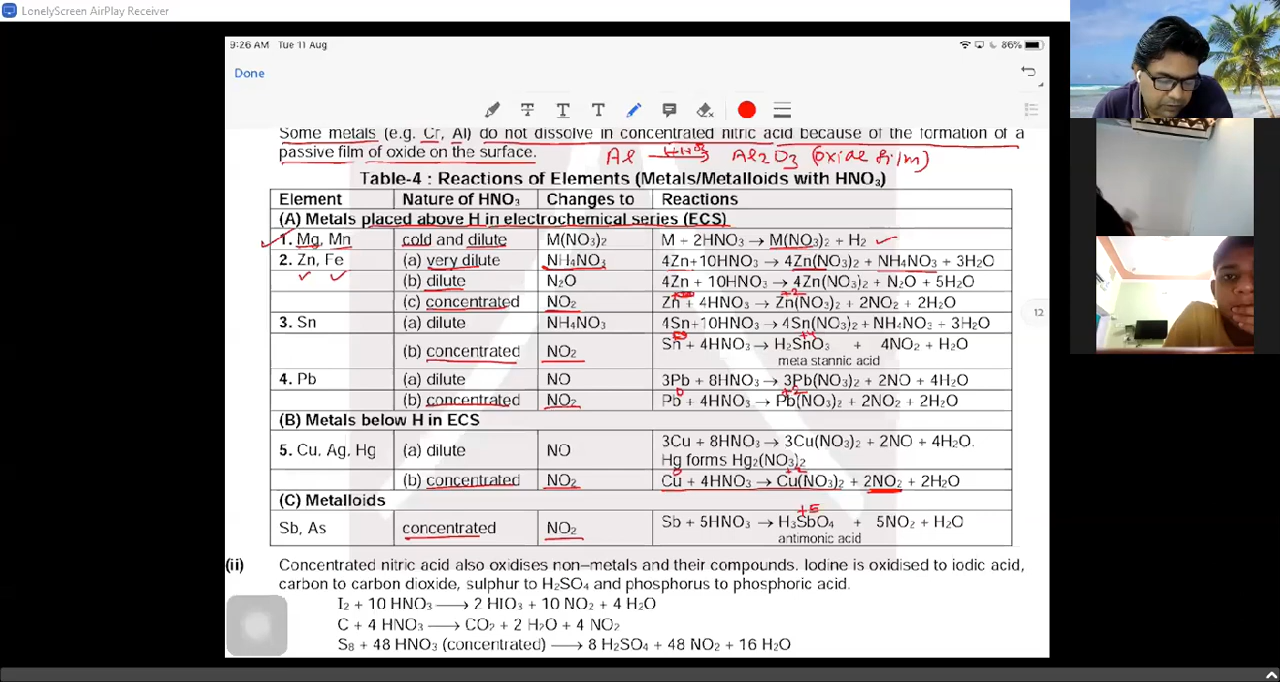 LonelyScreen AirPlay Receiver
9:26 AM Tue 11 Aug
86%
Done
Some metals (e.g. Cr, Al) do not dissolve in concentrated nitric acid because of the formation of a
passive film of oxide on the surface.
Al HNO3 Al2O3 (oxide film)
Table-4 : Reactions of Elements (Metals/Metalloids with HNO3)
Element Nature of HNO3 Changes to Reactions
(A) Metals placed above H in electrochemical series (ECS)
1. Mg, Mn cold and dilute M(NO3)2 M + 2HNO3 → M(NO3)2 + H2
2. Zn, Fe (a) very dilute NH4NO3 4Zn+10HNO3 → 4Zn(NO3)2 + NH4NO3 + 3H2O
(b) dilute N2O 4Zn + 10HNO3 → 4Zn(NO3)2 + N2O + 5H2O
+2
(c) concentrated NO2 Zn + 4HNO3 → Zn(NO3)2 + 2NO2 + 2H2O
3. Sn (a) dilute NH4NO3 4Sn+10HNO3 → 4Sn(NO3)2 + NH4NO3 + 3H2O
+4
(b) concentrated NO2 Sn + 4HNO3 → H2SnO3 + 4NO2 + H2O
meta stannic acid
4. Pb (a) dilute NO 3Pb + 8HNO3 → 3Pb(NO3)2 + 2NO + 4H2O
0 +2
(b) concentrated NO2 Pb + 4HNO3 → Pb(NO3)2 + 2NO2 + 2H2O
(B) Metals below H in ECS
5. Cu, Ag, Hg (a) dilute NO 3Cu + 8HNO3 → 3Cu(NO3)2 + 2NO + 4H2O.
Hg forms Hg2(NO3)2
0 +2
(b) concentrated NO2 Cu + 4HNO3 → Cu(NO3)2 + 2NO2 + 2H2O
(C) Metalloids
+5
Sb, As concentrated NO2 Sb + 5HNO3 → H3SbO4 + 5NO2 + H2O
antimonic acid
12
(ii) Concentrated nitric acid also oxidises non–metals and their compounds. Iodine is oxidised to iodic acid,
carbon to carbon dioxide, sulphur to H2SO4 and phosphorus to phosphoric acid.
I2 + 10 HNO3 ⟶ 2 HIO3 + 10 NO2 + 4 H2O
C + 4 HNO3 ⟶ CO2 + 2 H2O + 4 NO2
S8 + 48 HNO3 (concentrated) ⟶ 8 H2SO4 + 48 NO2 + 16 H2O